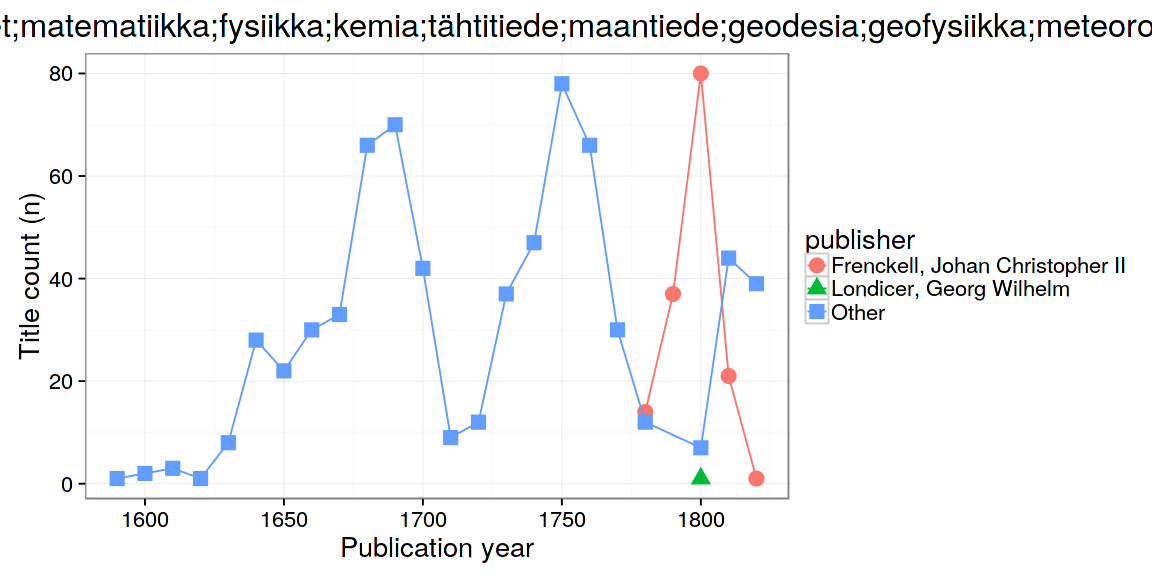 t;matematiikka;fysiikka;kemia;tähtitiede;maantiede;geodesia;geofysiikka;meteoro
80
60
40
20
0
Title count (n)
1600 1650 1700 1750 1800
Publication year
publisher
Frenckell, Johan Christopher II
Londicer, Georg Wilhelm
Other